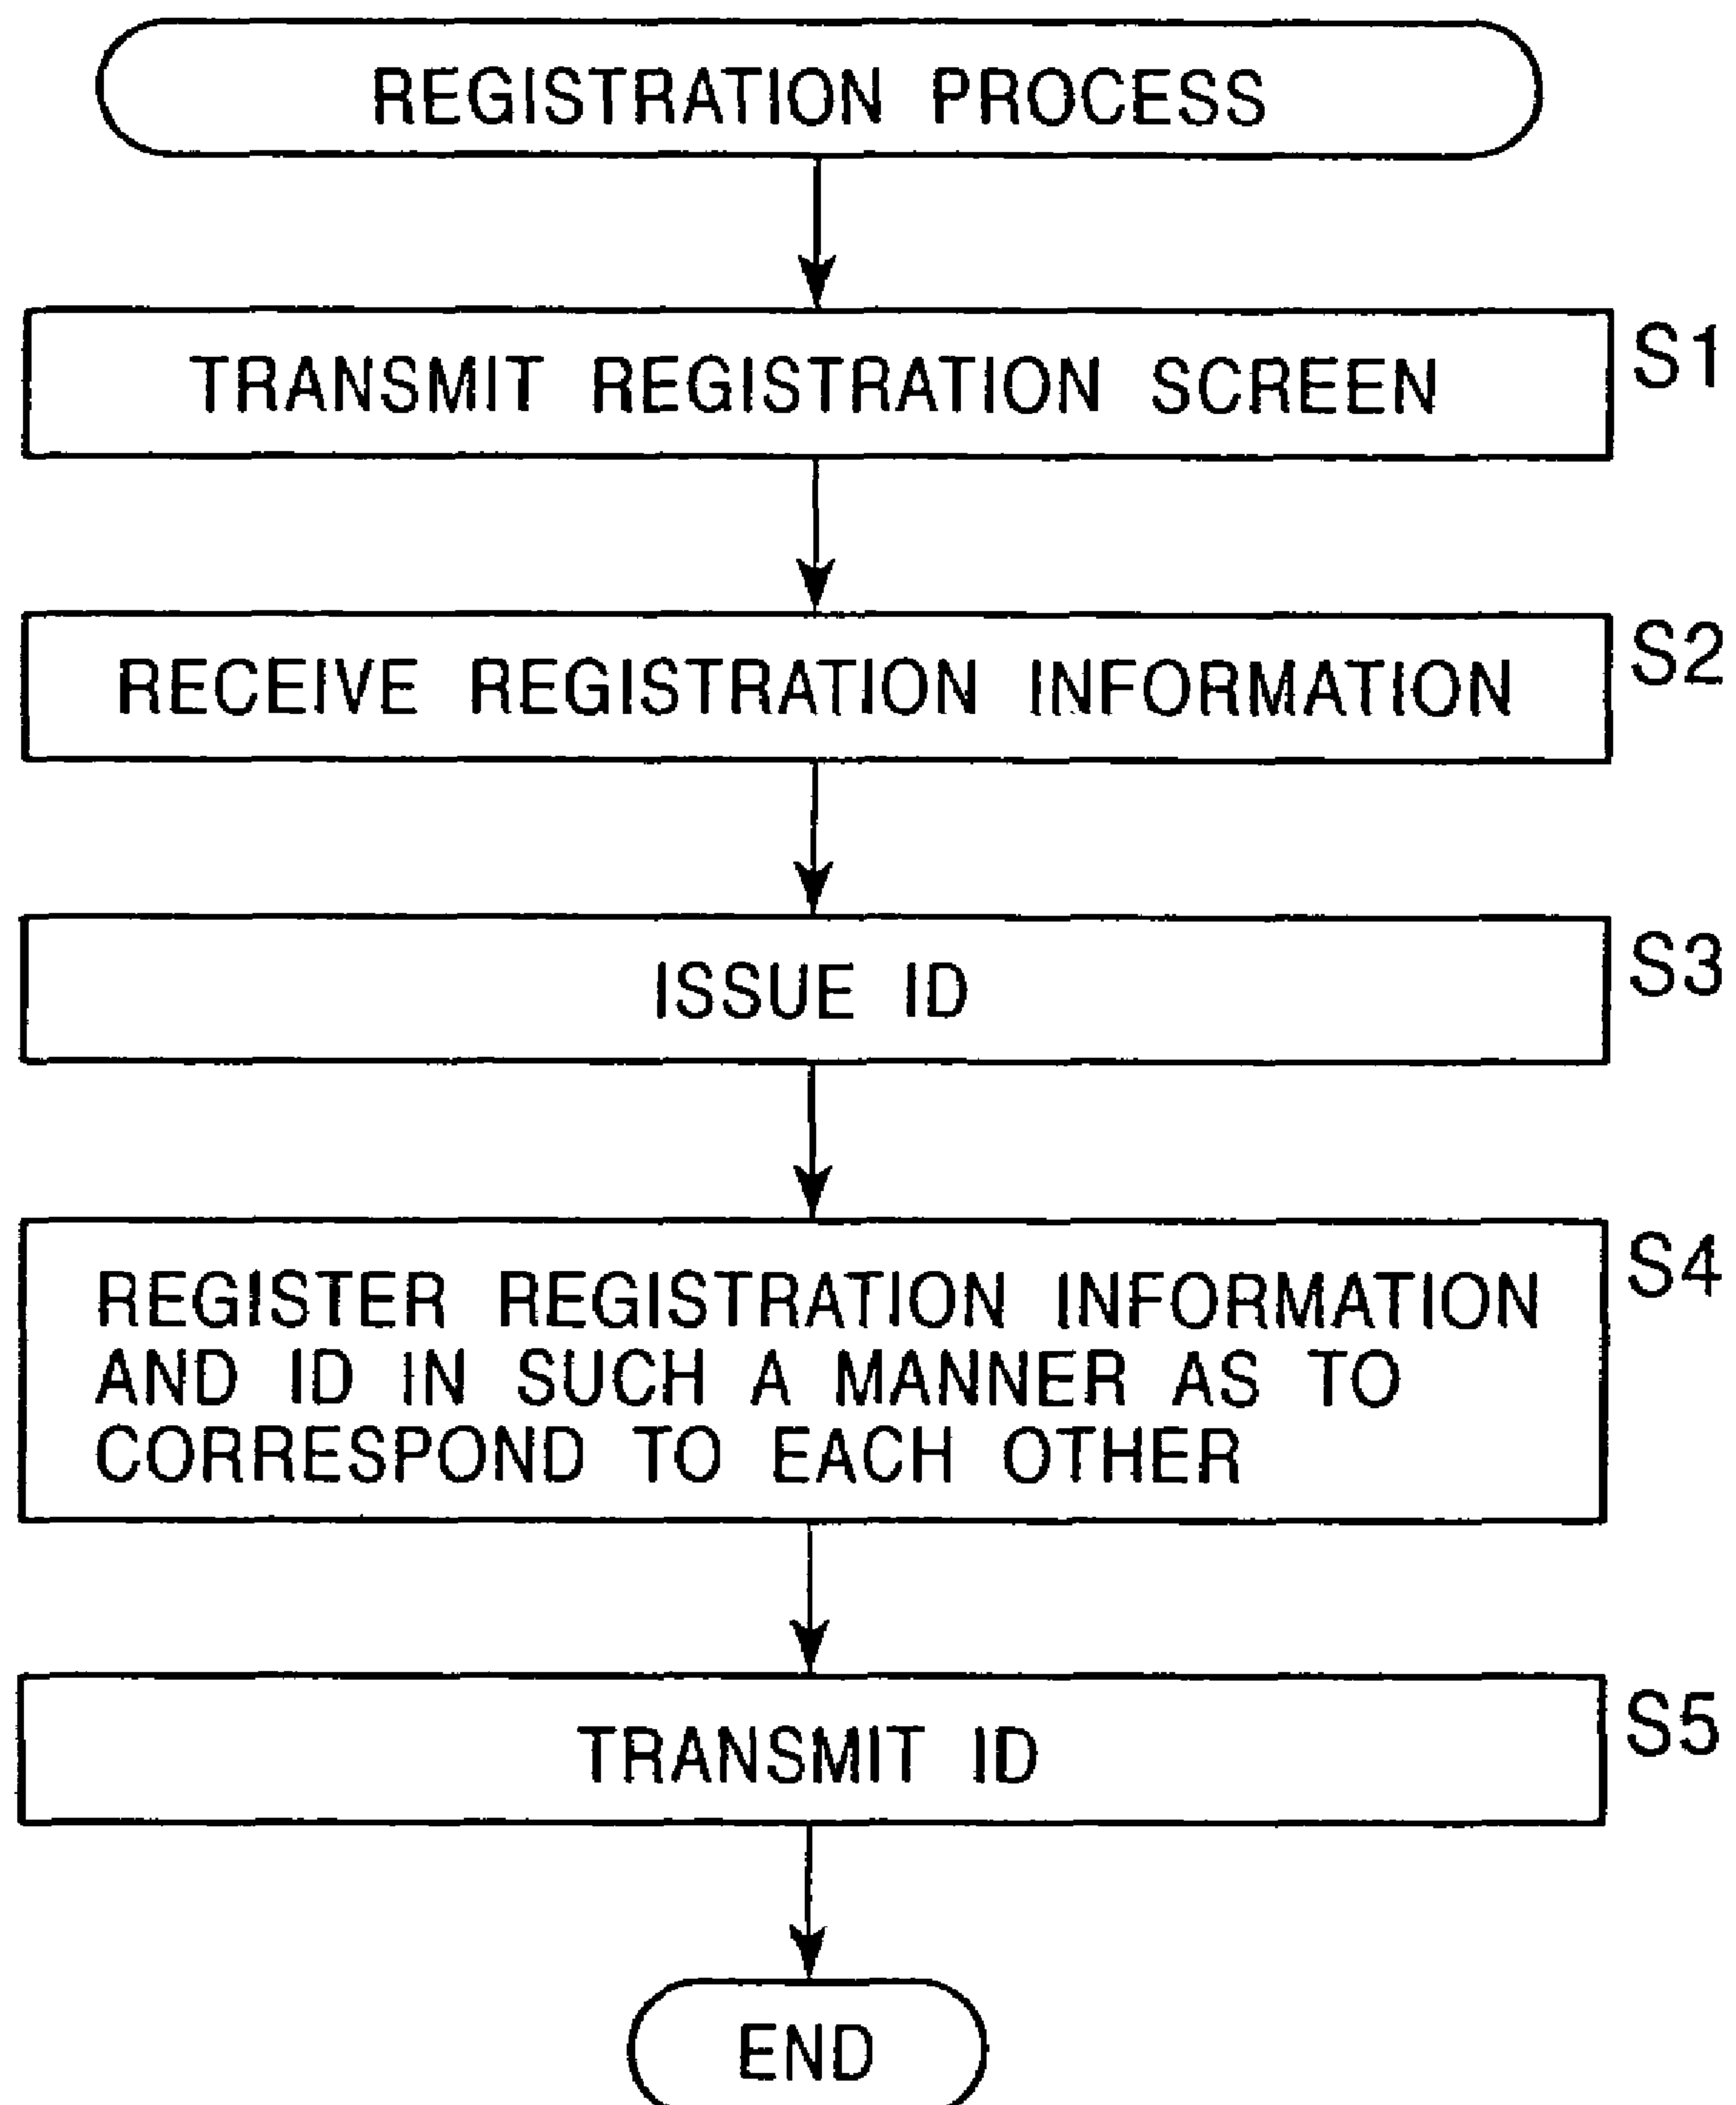 REGISTRATION PROCESS
TRANSMIT REGISTRATION SCREEN
S1
RECEIVE REGISTRATION INFORMATION
S2
ISSUE ID
S3
REGISTER REGISTRATION INFORMATION
AND ID IN SUCH A MANNER AS TO
CORRESPOND TO EACH OTHER
S4
TRANSMIT ID
S5
END